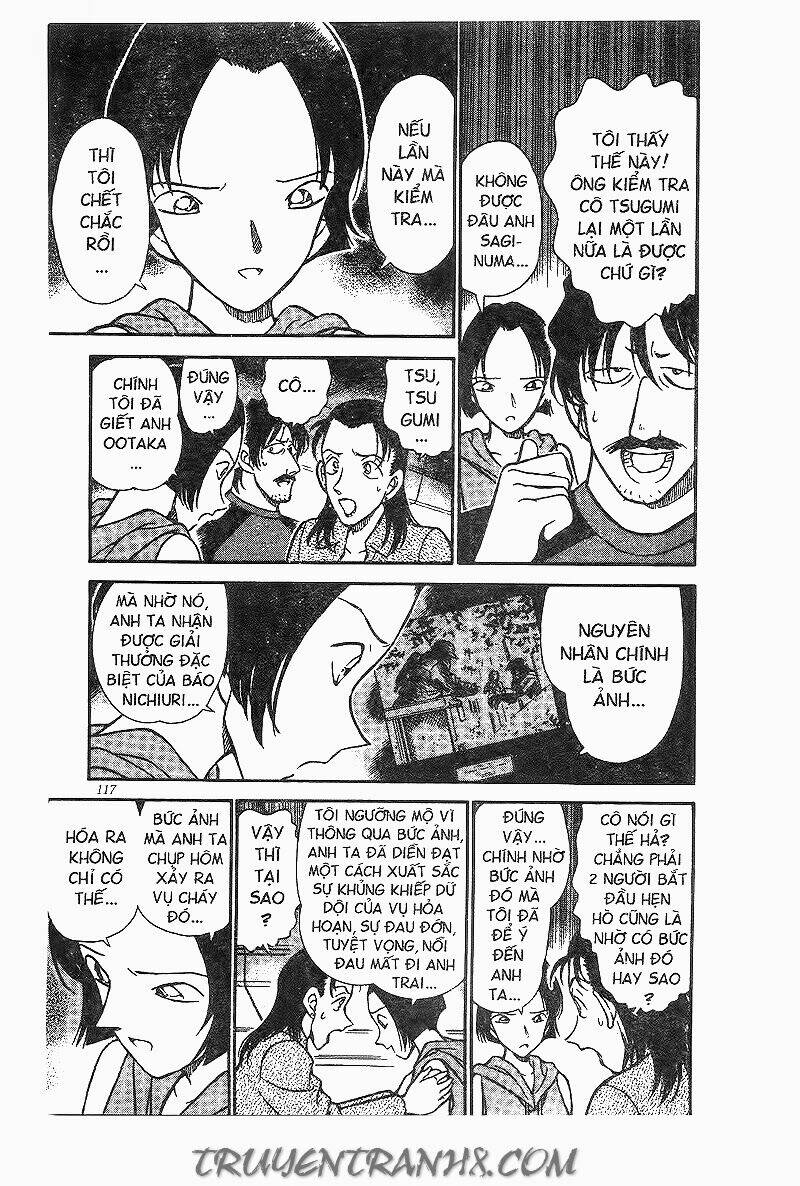 TÔI THẤY
THẾ NÀY!
ÔNG KIỂM TRA
CÔ TSUGUMI
LẠI MỘT LẦN
NỮA LÀ ĐƯỢC
CHỨ GÌ?
KHÔNG
ĐƯỢC
ĐÂU ANH
SAGI-
NUMA...
NẾU
LẦN
NÀY MÀ
KIỂM
TRA...
THÌ
TÔI
CHẾT
CHẮC
RỒI
...
TSU,
TSU
GUMI
...
CÔ...
ĐÚNG
VẬY
...
CHÍNH
TÔI ĐÃ
GIẾT ANH
OOTAKA
...
NGUYÊN
NHÂN CHÍNH
LÀ BỨC
ẢNH...
MÀ NHỜ NÓ,
ANH TA NHẬN
ĐƯỢC GIẢI
THƯỞNG ĐẶC
BIỆT CỦA BÁO
NICHIURI...
117
CÔ NÓI GÌ
THẾ HẢ?
CHẲNG PHẢI
2 NGƯỜI BẮT
ĐẦU HẸN
HÒ CŨNG LÀ
NHỜ CÓ BỨC
ẢNH ĐÓ
HAY SAO
?
ĐÚNG
VẬY...
CHÍNH NHỜ
BỨC ẢNH
ĐÓ MÀ
TÔI ĐÃ
ĐỂ Ý
ĐẾN
ANH
TA...
TÔI NGƯỠNG MỘ VÌ
THÔNG QUA BỨC ẢNH,
ANH TA ĐÃ DIỄN ĐẠT
MỘT CÁCH XUẤT SẮC
SỰ KHỦNG KHIẾP DỮ
DỘI CỦA VỤ HỎA
HOẠN, SỰ ĐAU ĐỚN,
TUYỆT VỌNG, NỖI
ĐAU MẤT ĐI ANH
TRAI...
VẬY
THÌ
TẠI
SAO
?
BỨC ẢNH
MÀ ANH TA
CHỤP HÔM
XẢY RA
VỤ CHÁY
ĐÓ...
HÓA RA
KHÔNG
CHỈ CÓ
THẾ...
TRUYENTRANH8.COM